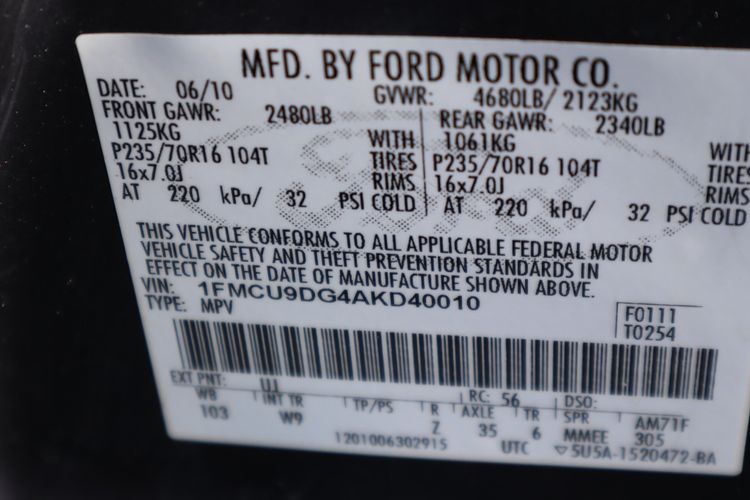 MFD. BY FORD MOTOR CO.
DATE: 06/10 GVWR: 4680LB/ 2123KG
FRONT GAWR: 2480LB REAR GAWR: 2340LB
1125KG WITH 1061KG WITH
P235/70R16 104T TIRES P235/70R16 104T TIRES
16x7.0J RIMS 16x7.0J RIMS
AT 220 kPa/ 32 PSI COLD AT 220 kPa/ 32 PSI COLD
THIS VEHICLE CONFORMS TO ALL APPLICABLE FEDERAL MOTOR
VEHICLE SAFETY AND THEFT PREVENTION STANDARDS IN
EFFECT ON THE DATE OF MANUFACTURE SHOWN ABOVE.
VIN: 1FMCU9DG4AKD40010
TYPE: MPV
F0111
T0254
EXT PNT: UJ RC: 56 DSO:
WB INT TR TP/PS R AXLE TR SPR AM71F
103 W9 Z 35 6 MMEE 305
1201006302915 UTC ▽5U5A-1520472-BA